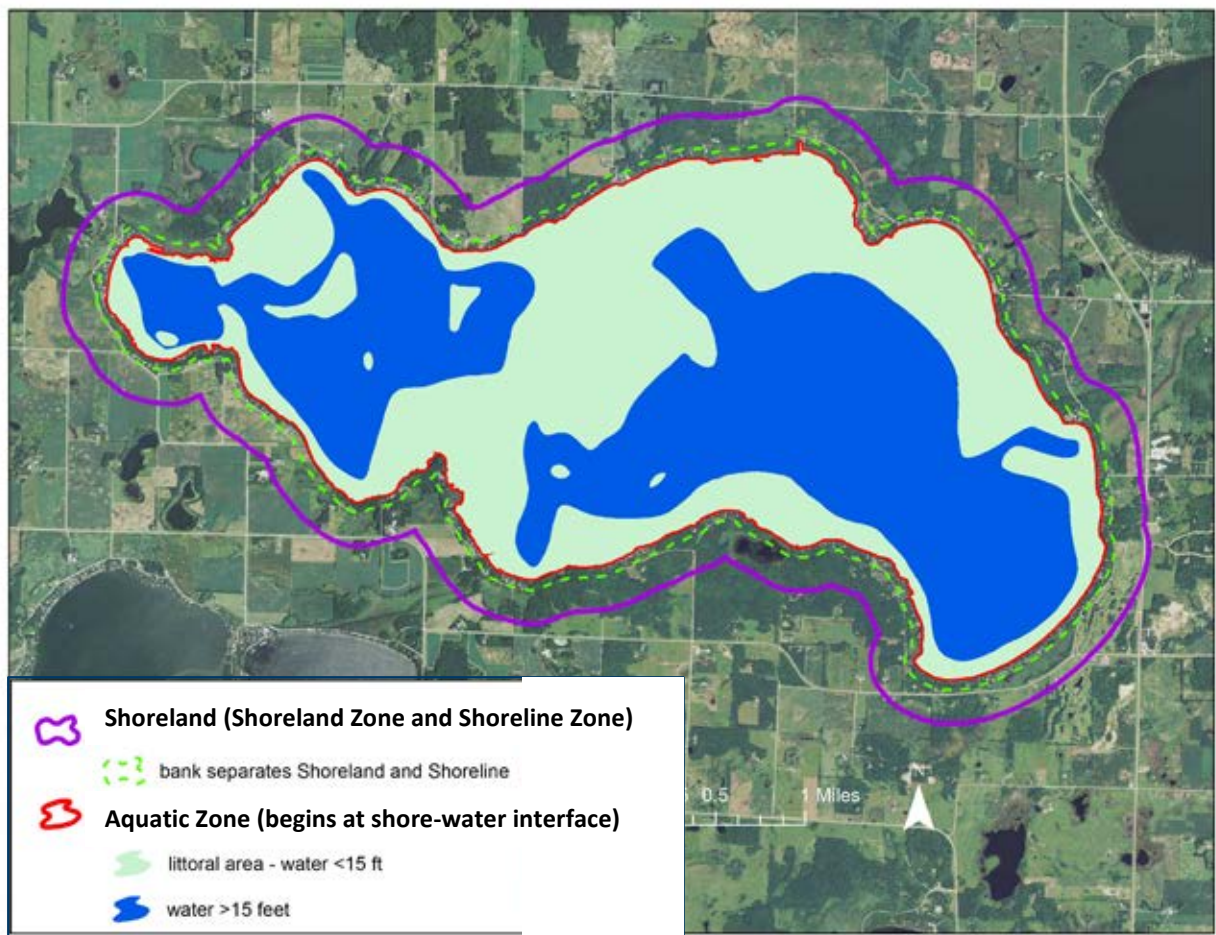 Shoreland (Shoreland Zone and Shoreline Zone)
bank separates Shoreland and Shoreline
Aquatic Zone (begins at shore-water interface)
littoral area - water <15 ft
water >15 feet
0.5 1 Miles
N